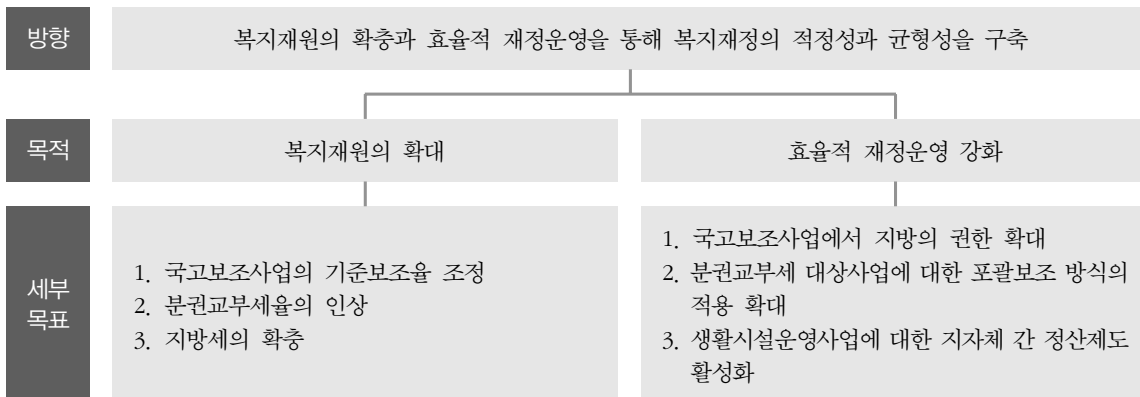 방향
복지재원의 확충과 효율적 재정운영을 통해 복지재정의 적정성과 균형성을 구축
목적
복지재원의 확대
효율적 재정운영 강화
세부
목표
1. 국고보조사업의 기준보조율 조정
2. 분권교부세율의 인상
3. 지방세의 확충
1. 국고보조사업에서 지방의 권한 확대
2. 분권교부세 대상사업에 대한 포괄보조 방식의
적용 확대
3. 생활시설운영사업에 대한 지자체 간 정산제도
활성화